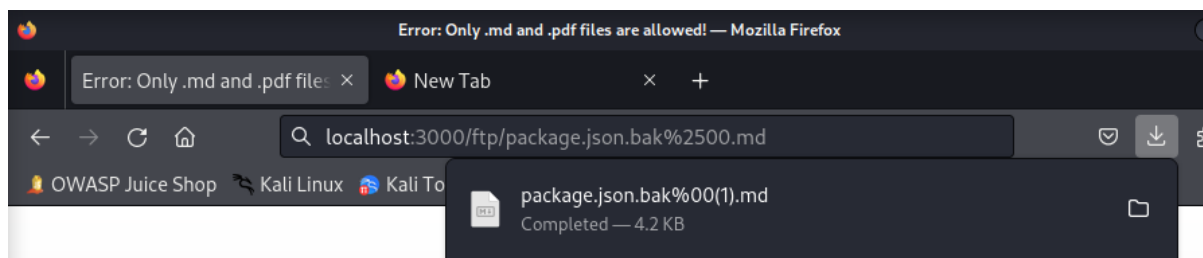 Error: Only .md and .pdf files are allowed! — Mozilla Firefox
Error: Only .md and .pdf files
New Tab
localhost:3000/ftp/package.json.bak%2500.md
OWASP Juice Shop Kali Linux Kali To
package.json.bak%00(1).md
Completed — 4.2 KB